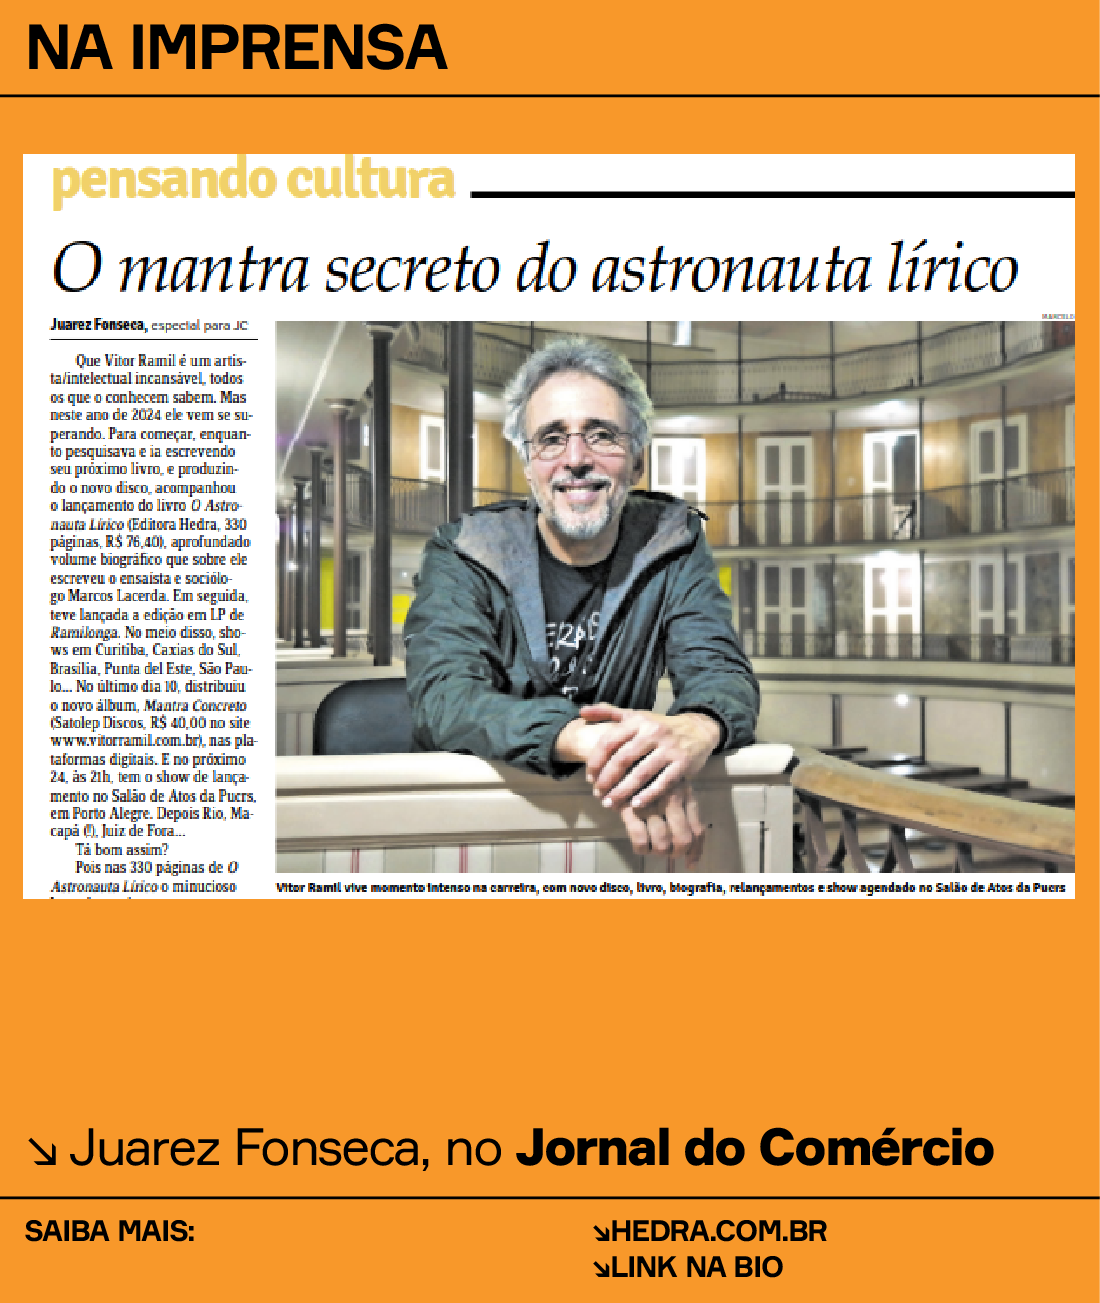 NA IMPRENSA
pensando cultura
O mantra secreto do astronauta lírico
Juarez Fonseca, especial para JC
MARCELO
Que Vitor Ramil é um artis-
ta/intelectual incansável, todos
os que o conhecem sabem. Mas
neste ano de 2024 ele vem se su-
perando. Para começar, enquan-
to pesquisava e ia escrevendo
seu próximo livro, e produzin-
do o novo disco, acompanhou
o lançamento do livro O Astro-
nauta Lírico (Editora Hedra, 330
páginas, R$ 76,40), aprofundado
volume biográfico que sobre ele
escreveu o ensaísta e sociólo-
go Marcos Lacerda. Em seguida,
teve lançada a edição em LP de
Ramilonga. No meio disso, sho-
ws em Curitiba, Caxias do Sul,
Brasília, Punta del Este, São Pau-
lo... No último dia 10, distribuiu
o novo álbum, Mantra Concreto
(Satolep Discos, R$ 40,00 no site
www.vitorramil.com.br), nas pla-
taformas digitais. E no próximo
24, às 21h, tem o show de lança-
mento no Salão de Atos da Pucrs,
em Porto Alegre. Depois Rio, Ma-
capá (!), Juiz de Fora...
Tá bom assim?
Pois nas 330 páginas de O
Astronauta Lírico o minucioso
Vitor Ramil vive momento intenso na carreira, com novo disco, livro, biografia, relançamentos e show agendado no Salão de Atos da Pucrs
↘ Juarez Fonseca, no Jornal do Comércio
SAIBA MAIS:
↘HEDRA.COM.BR
↘LINK NA BIO